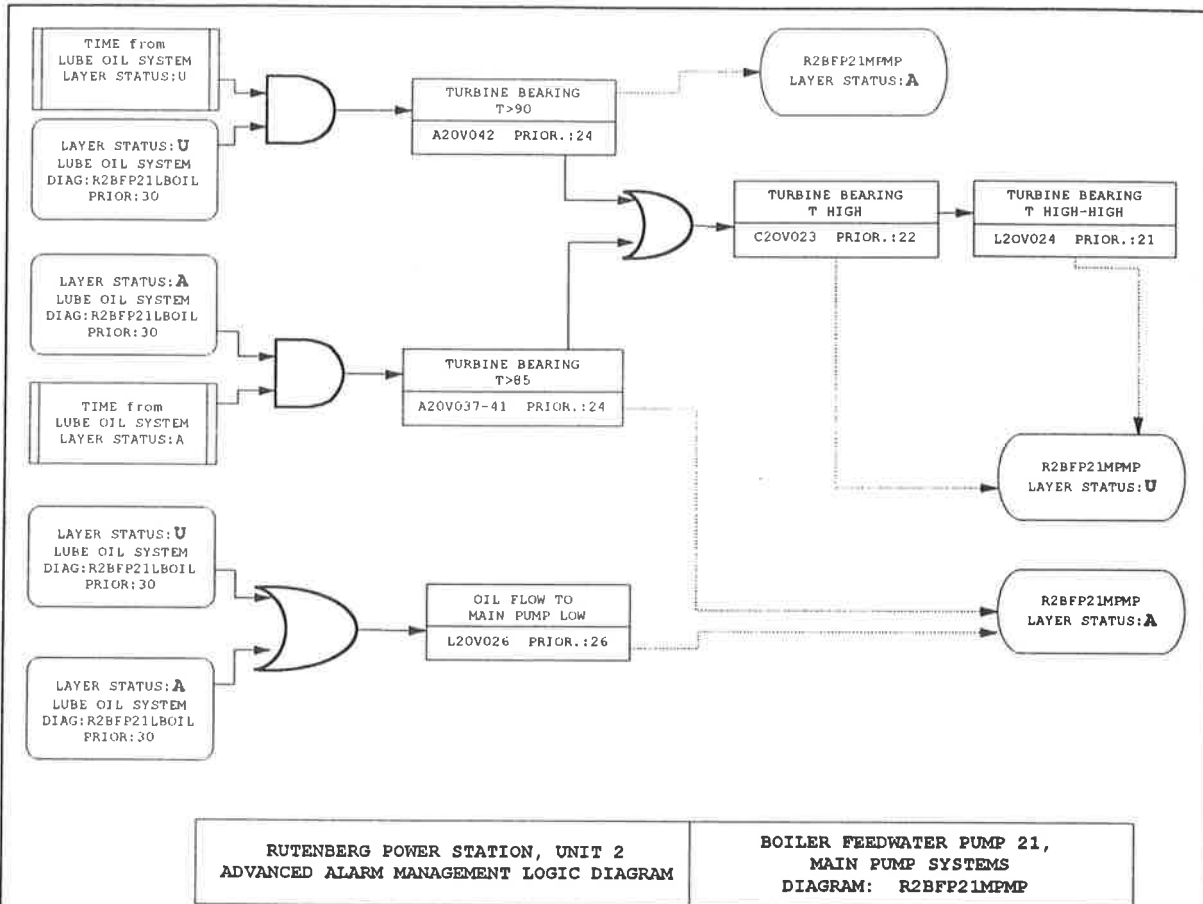 TIME from
LUBE OIL SYSTEM
LAYER STATUS:U
LAYER STATUS:U
LUBE OIL SYSTEM
DIAG:R2BFP21LBOIL
PRIOR:30
TURBINE BEARING
T>90
A20V042 PRIOR.:24
R2BFP21MPMP
LAYER STATUS:A
TURBINE BEARING
T HIGH
C20V023 PRIOR.:22
TURBINE BEARING
T HIGH-HIGH
L20V024 PRIOR.:21
LAYER STATUS:A
LUBE OIL SYSTEM
DIAG:R2BFP21LBOIL
PRIOR:30
TIME from
LUBE OIL SYSTEM
LAYER STATUS:A
TURBINE BEARING
T>85
A20V037-41 PRIOR.:24
R2BFP21MPMP
LAYER STATUS:U
LAYER STATUS:U
LUBE OIL SYSTEM
DIAG:R2BFP21LBOIL
PRIOR:30
LAYER STATUS:A
LUBE OIL SYSTEM
DIAG:R2BFP21LBOIL
PRIOR:30
OIL FLOW TO
MAIN PUMP LOW
L20V026 PRIOR.:26
R2BFP21MPMP
LAYER STATUS:A
RUTENBERG POWER STATION, UNIT 2
ADVANCED ALARM MANAGEMENT LOGIC DIAGRAM
BOILER FEEDWATER PUMP 21,
MAIN PUMP SYSTEMS
DIAGRAM: R2BFP21MPMP